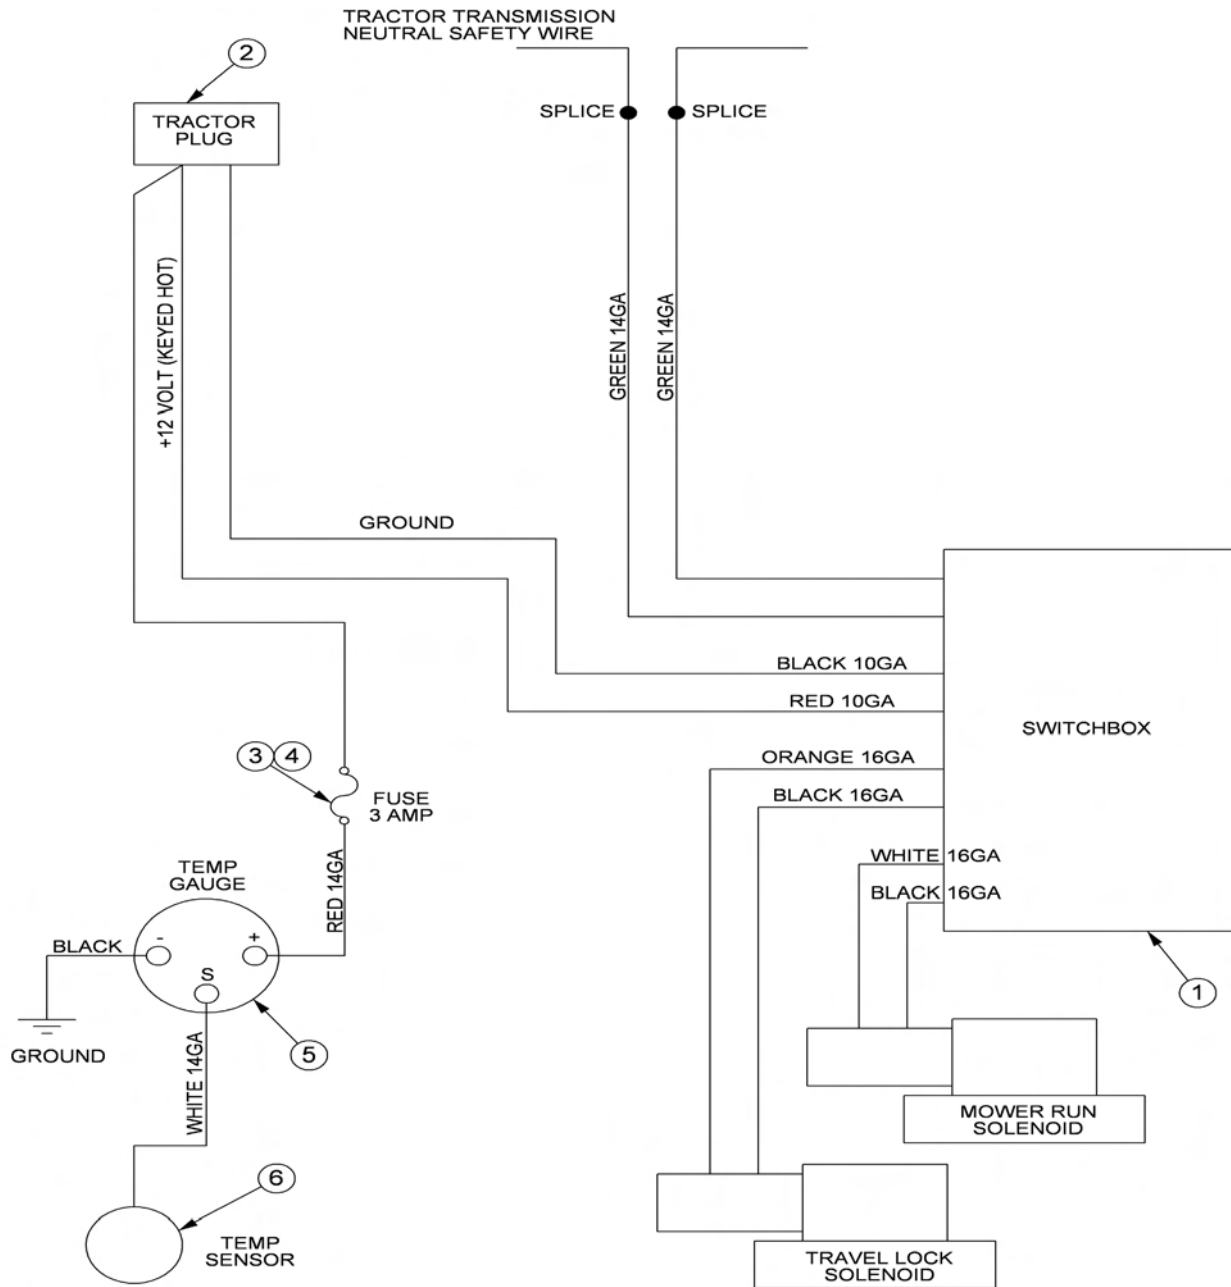 TRACTOR TRANSMISSION
NEUTRAL SAFETY WIRE
2
TRACTOR
PLUG
SPLICE
SPLICE
+12 VOLT (KEYED HOT)
GREEN 14GA
GREEN 14GA
GROUND
BLACK 10GA
RED 10GA
SWITCHBOX
ORANGE 16GA
BLACK 16GA
WHITE 16GA
BLACK 16GA
1
3 4
FUSE
3 AMP
RED 14GA
TEMP
GAUGE
BLACK
-
+
S
GROUND
5
WHITE 14GA
6
TEMP
SENSOR
MOWER RUN
SOLENOID
TRAVEL LOCK
SOLENOID